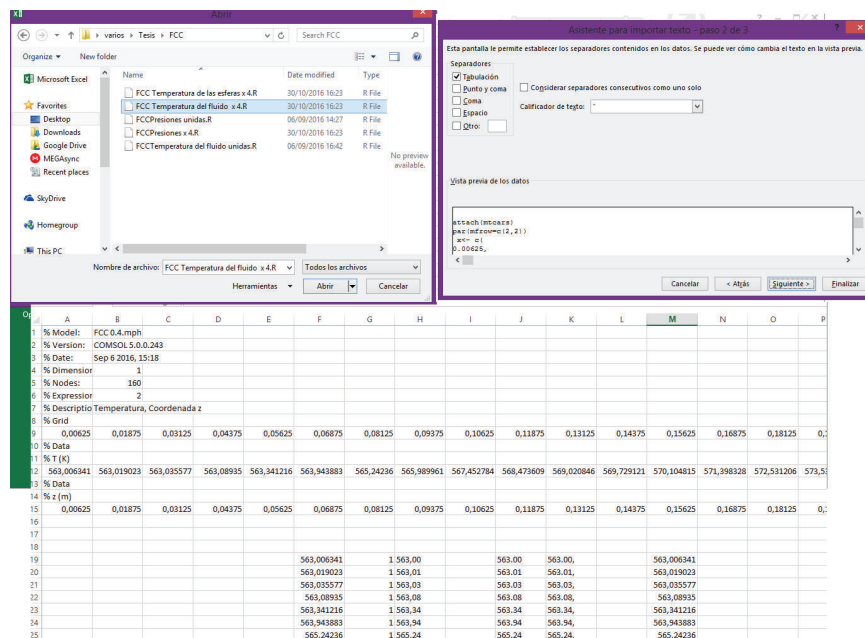 Abrir
varios ▸ Tesis ▸ FCC
Search FCC
Organize
New folder
Microsoft Excel
Favorites
Desktop
Downloads
Google Drive
MEGAsync
Recent places
SkyDrive
Homegroup
This PC
Name Date modified Type
FCC Temperatura de las esferas x 4.R 30/10/2016 16:23 R File
FCC Temperatura del fluido x 4.R 30/10/2016 16:23 R File
FCCPresiones unidas.R 06/09/2016 14:27 R File
FCCPresiones x 4.R 30/10/2016 16:23 R File
FCCTemperatura del fluido unidas.R 06/09/2016 16:42 R File
No preview available.
Nombre de archivo: FCC Temperatura del fluido x 4.R Todos los archivos
Herramientas Abrir Cancelar
Asistente para importar texto - paso 2 de 3
Esta pantalla le permite establecer los separadores contenidos en los datos. Se puede ver cómo cambia el texto en la vista previa.
Separadores
Tabulación
Punto y coma
Coma
Espacio
Otro:
Considerar separadores consecutivos como uno solo
Calificador de texto: "
Vista previa de los datos
attach(mtcars)
par(mfrow=c(2,2))
x<- c(
0.00625,
Cancelar < Atrás Siguiente > Finalizar
A B C D E F G H I J K L M N O P
1 % Model: FCC 0.4.mph
2 % Version: COMSOL 5.0.0.243
3 % Date: Sep 6 2016, 15:18
4 % Dimensior 1
5 % Nodes: 160
6 % Expressior 2
7 % Descriptio Temperatura, Coordenada z
8 % Grid
9 0,00625 0,01875 0,03125 0,04375 0,05625 0,06875 0,08125 0,09375 0,10625 0,11875 0,13125 0,14375 0,15625 0,16875 0,18125
10 % Data
11 % T (K)
12 563,006341 563,019023 563,035577 563,08935 563,341216 563,943883 565,24236 565,989961 567,452784 568,473609 569,020846 569,729121 570,104815 571,398328 572,531206
13 % Data
14 % z (m)
15 0,00625 0,01875 0,03125 0,04375 0,05625 0,06875 0,08125 0,09375 0,10625 0,11875 0,13125 0,14375 0,15625 0,16875 0,18125
16
17
18
19 563,006341 1 563,00 563.00 563.00, 563,006341
20 563,019023 1 563,01 563.01 563.01, 563,019023
21 563,035577 1 563,03 563.03 563.03, 563,035577
22 563,08935 1 563,08 563.08 563.08, 563,08935
23 563,341216 1 563,34 563.34 563.34, 563,341216
24 563,943883 1 563,94 563.94 563.94, 563,943883
25 565,24236 1 565,24 565.24 565.24, 565,24236